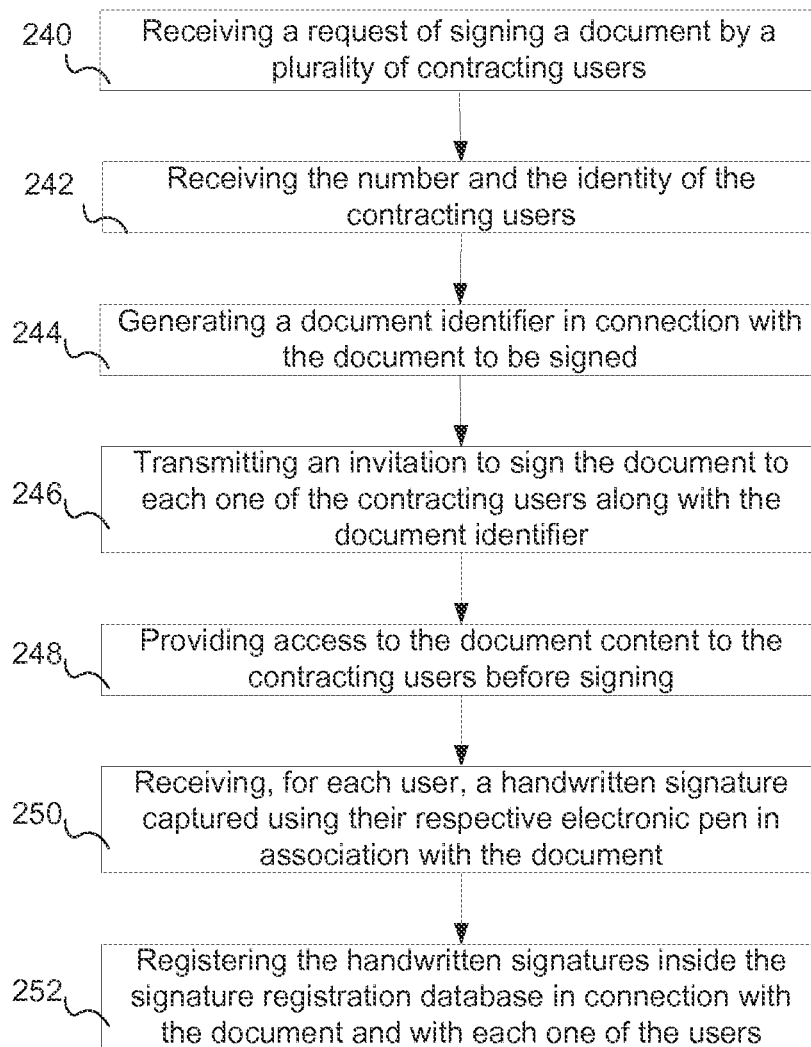 240
Receiving a request of signing a document by a
plurality of contracting users
242
Receiving the number and the identity of the
contracting users
244
Generating a document identifier in connection with
the document to be signed
246
Transmitting an invitation to sign the document to
each one of the contracting users along with the
document identifier
248
Providing access to the document content to the
contracting users before signing
250
Receiving, for each user, a handwritten signature
captured using their respective electronic pen in
association with the document
252
Registering the handwritten signatures inside the
signature registration database in connection with
the document and with each one of the users